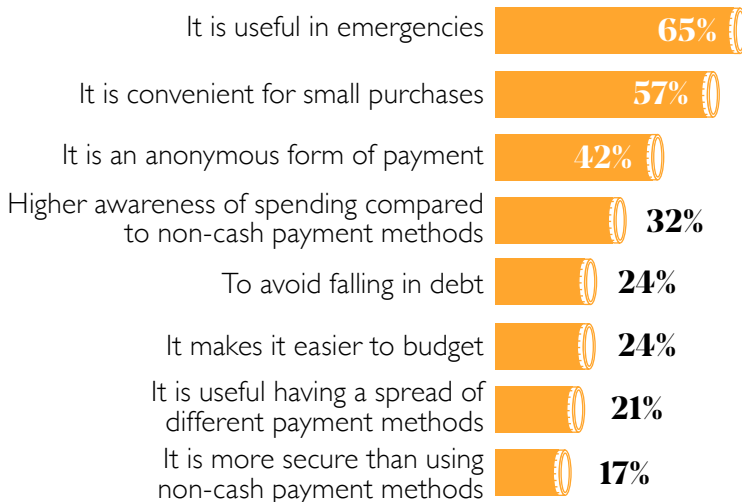 It is useful in emergencies 65%
It is convenient for small purchases 57%
It is an anonymous form of payment 42%
Higher awareness of spending compared
to non-cash payment methods 32%
To avoid falling in debt 24%
It makes it easier to budget 24%
It is useful having a spread of
different payment methods 21%
It is more secure than using
non-cash payment methods 17%